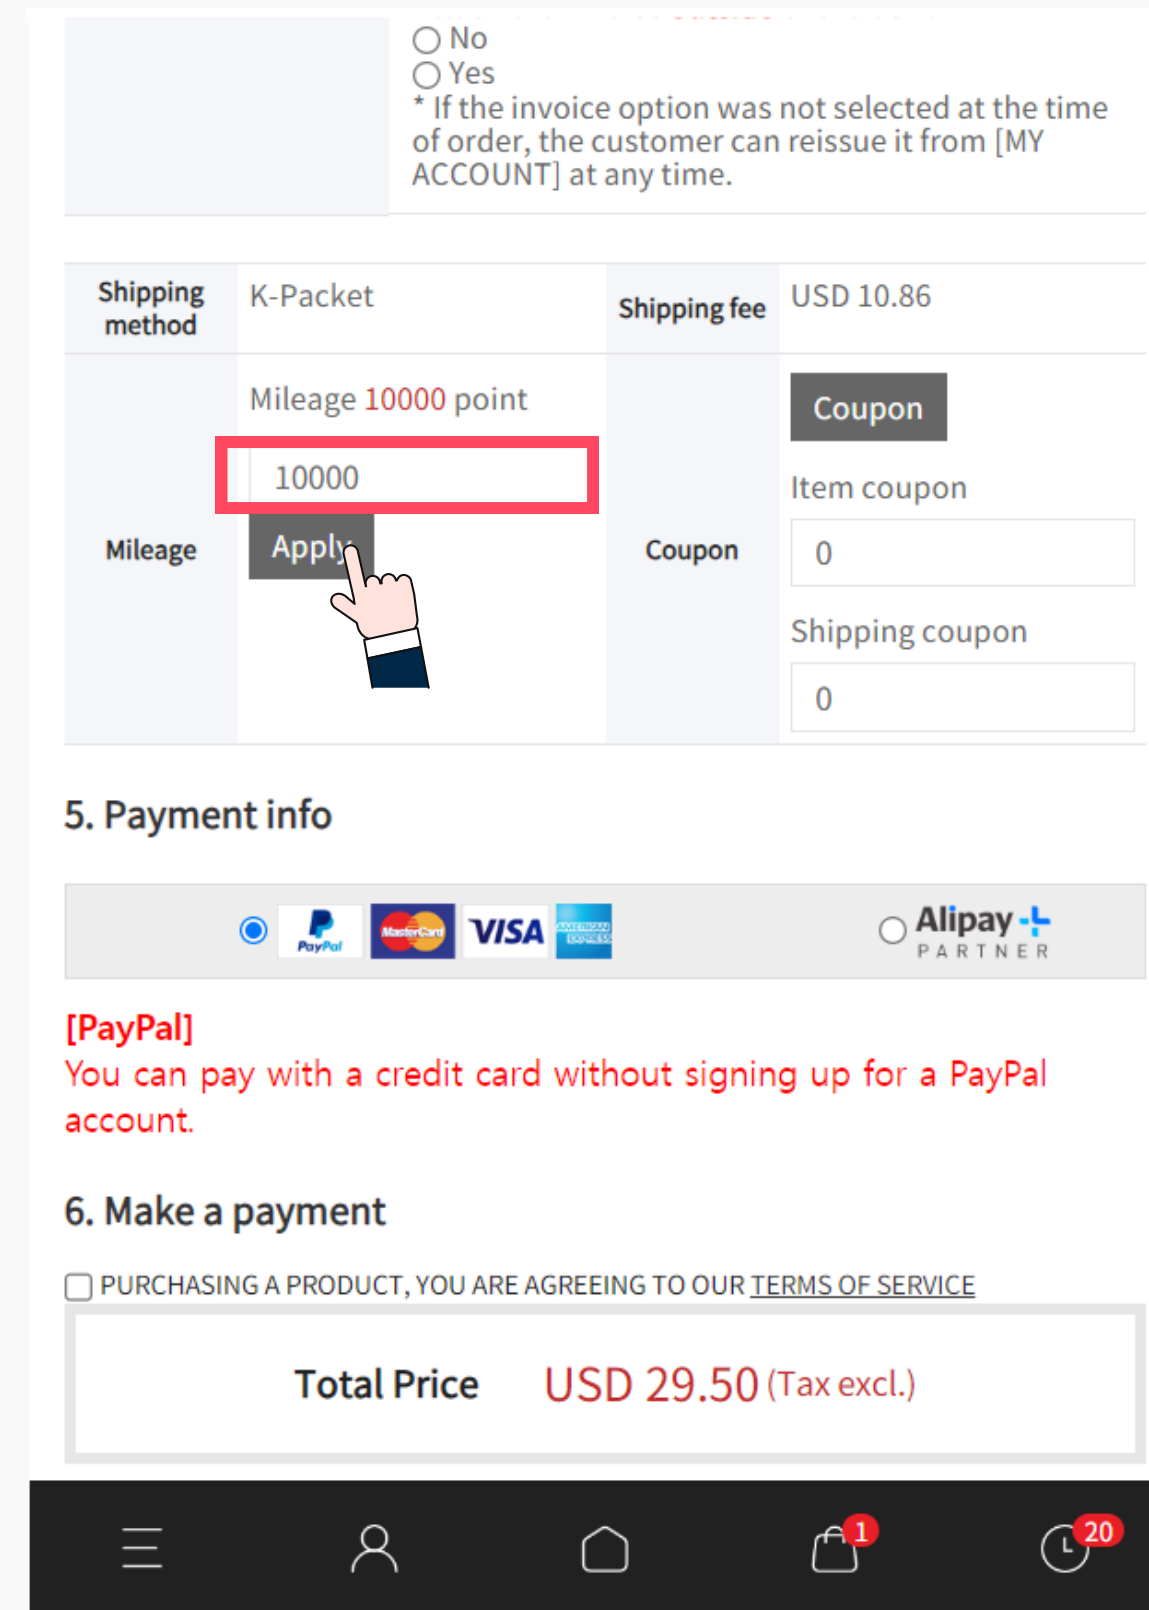 No
Yes
* If the invoice option was not selected at the time
of order, the customer can reissue it from [MY
ACCOUNT] at any time.
Shipping
method
K-Packet
Shipping fee
USD 10.86
Mileage
Mileage 10000 point
10000
Apply
Coupon
Coupon
Item coupon
0
Shipping coupon
0
5. Payment info
PayPal
MasterCard
VISA
AMERICAN
EXPRESS
Alipay+
PARTNER
[PayPal]
You can pay with a credit card without signing up for a PayPal
account.
6. Make a payment
PURCHASING A PRODUCT, YOU ARE AGREEING TO OUR TERMS OF SERVICE
Total Price USD 29.50 (Tax excl.)
1
20